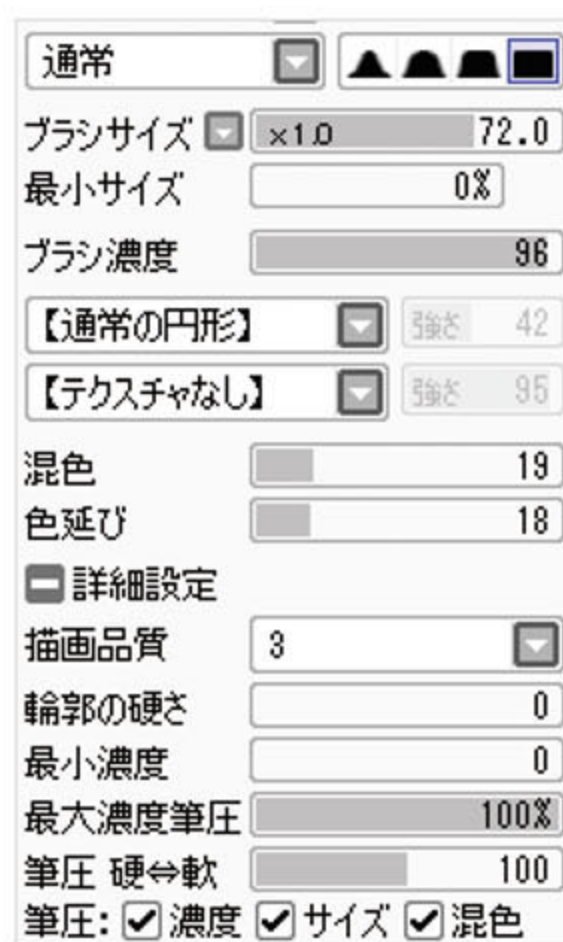 通常
ブラシサイズ ×1.0 72.0
最小サイズ 0%
ブラシ濃度 96
【通常の円形】 強さ 42
【テクスチャなし】 強さ 95
混色 19
色延び 18
詳細設定
描画品質 3
輪郭の硬さ 0
最小濃度 0
最大濃度筆圧 100%
筆圧 硬⇔軟 100
筆圧: 濃度 サイズ 混色